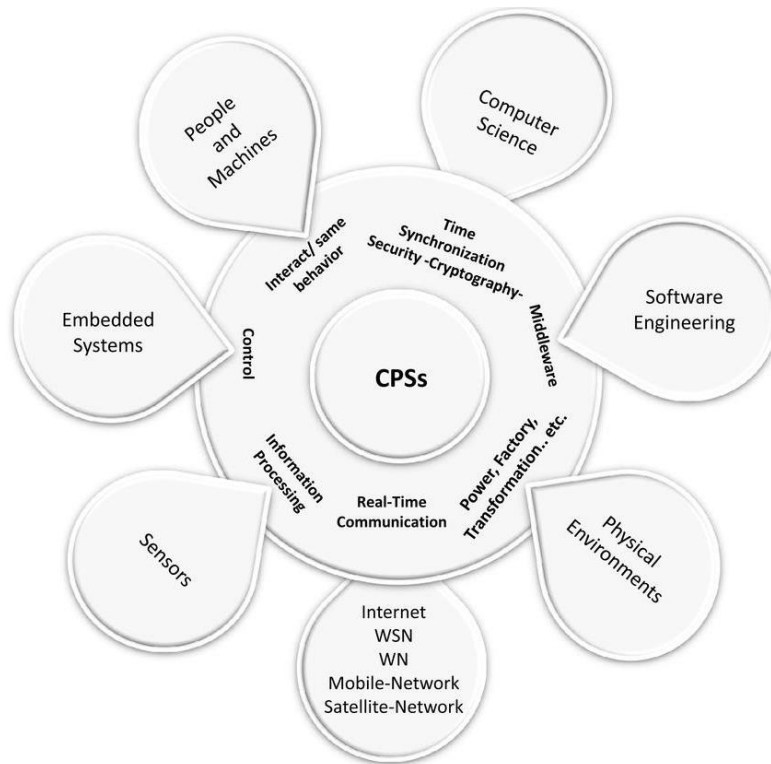 People
and
Machines
Computer
Science
Interact/ same
behavior
Time
Synchronization
Security -Cryptography-
Embedded
Systems
Control
CPSs
Middleware
Software
Engineering
Information
Processing
Real-Time
Communication
Power, Factory,
Transformation.. etc.
Sensors
Physical
Environments
Internet
WSN
WN
Mobile-Network
Satellite-Network